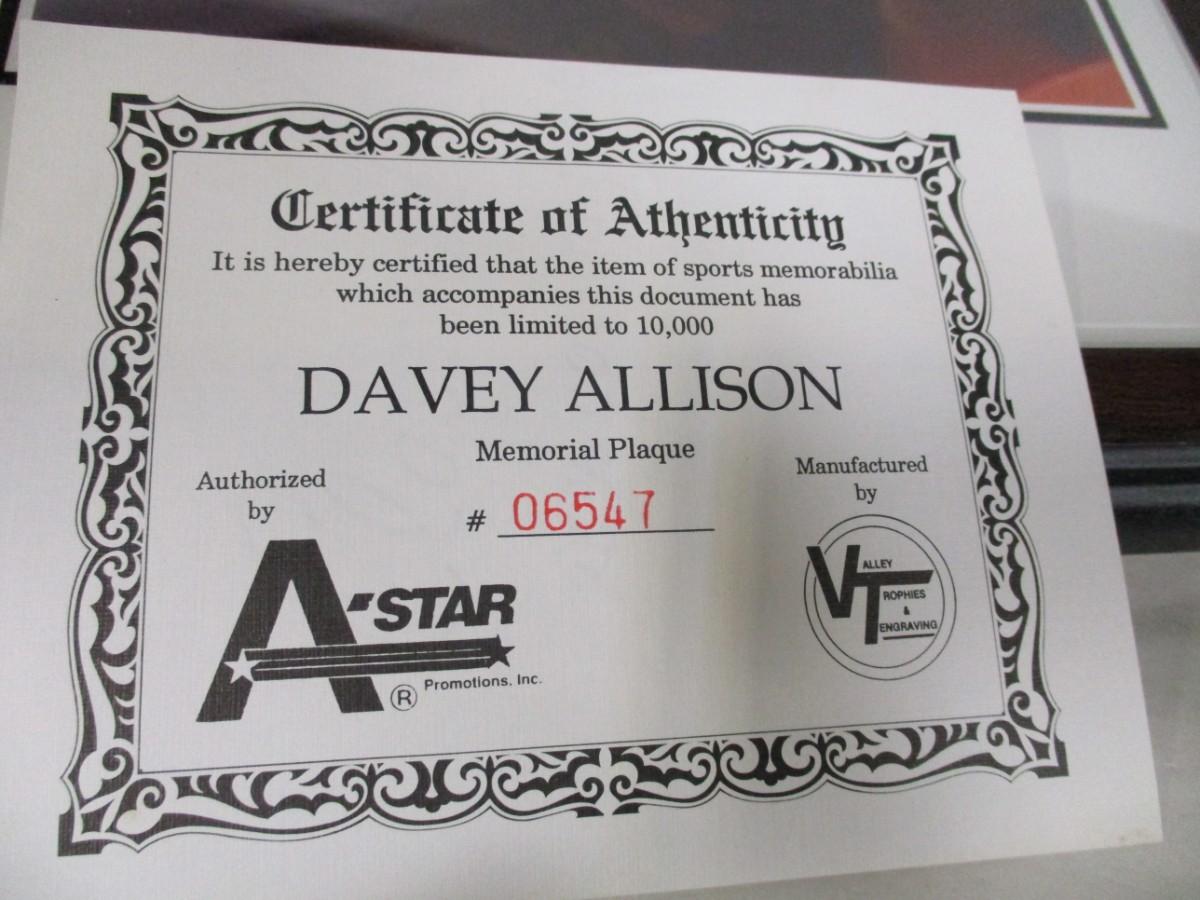 Certificate of Athenticity
It is hereby certified that the item of sports memorabilia
which accompanies this document has
been limited to 10,000
DAVEY ALLISON
Memorial Plaque
Authorized
by
# 06547
Manufactured
by
A-STAR
® Promotions, Inc.
VALLEY
TROPHIES
&
ENGRAVING